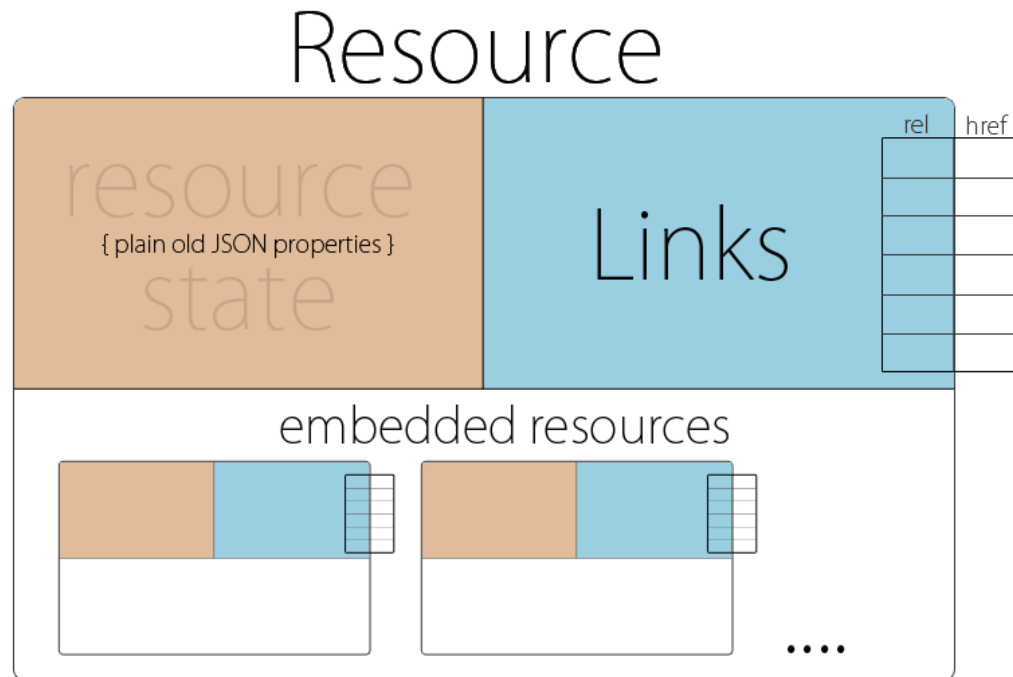 Resource
resource
{ plain old JSON properties }
state
Links
rel href
embedded resources
....